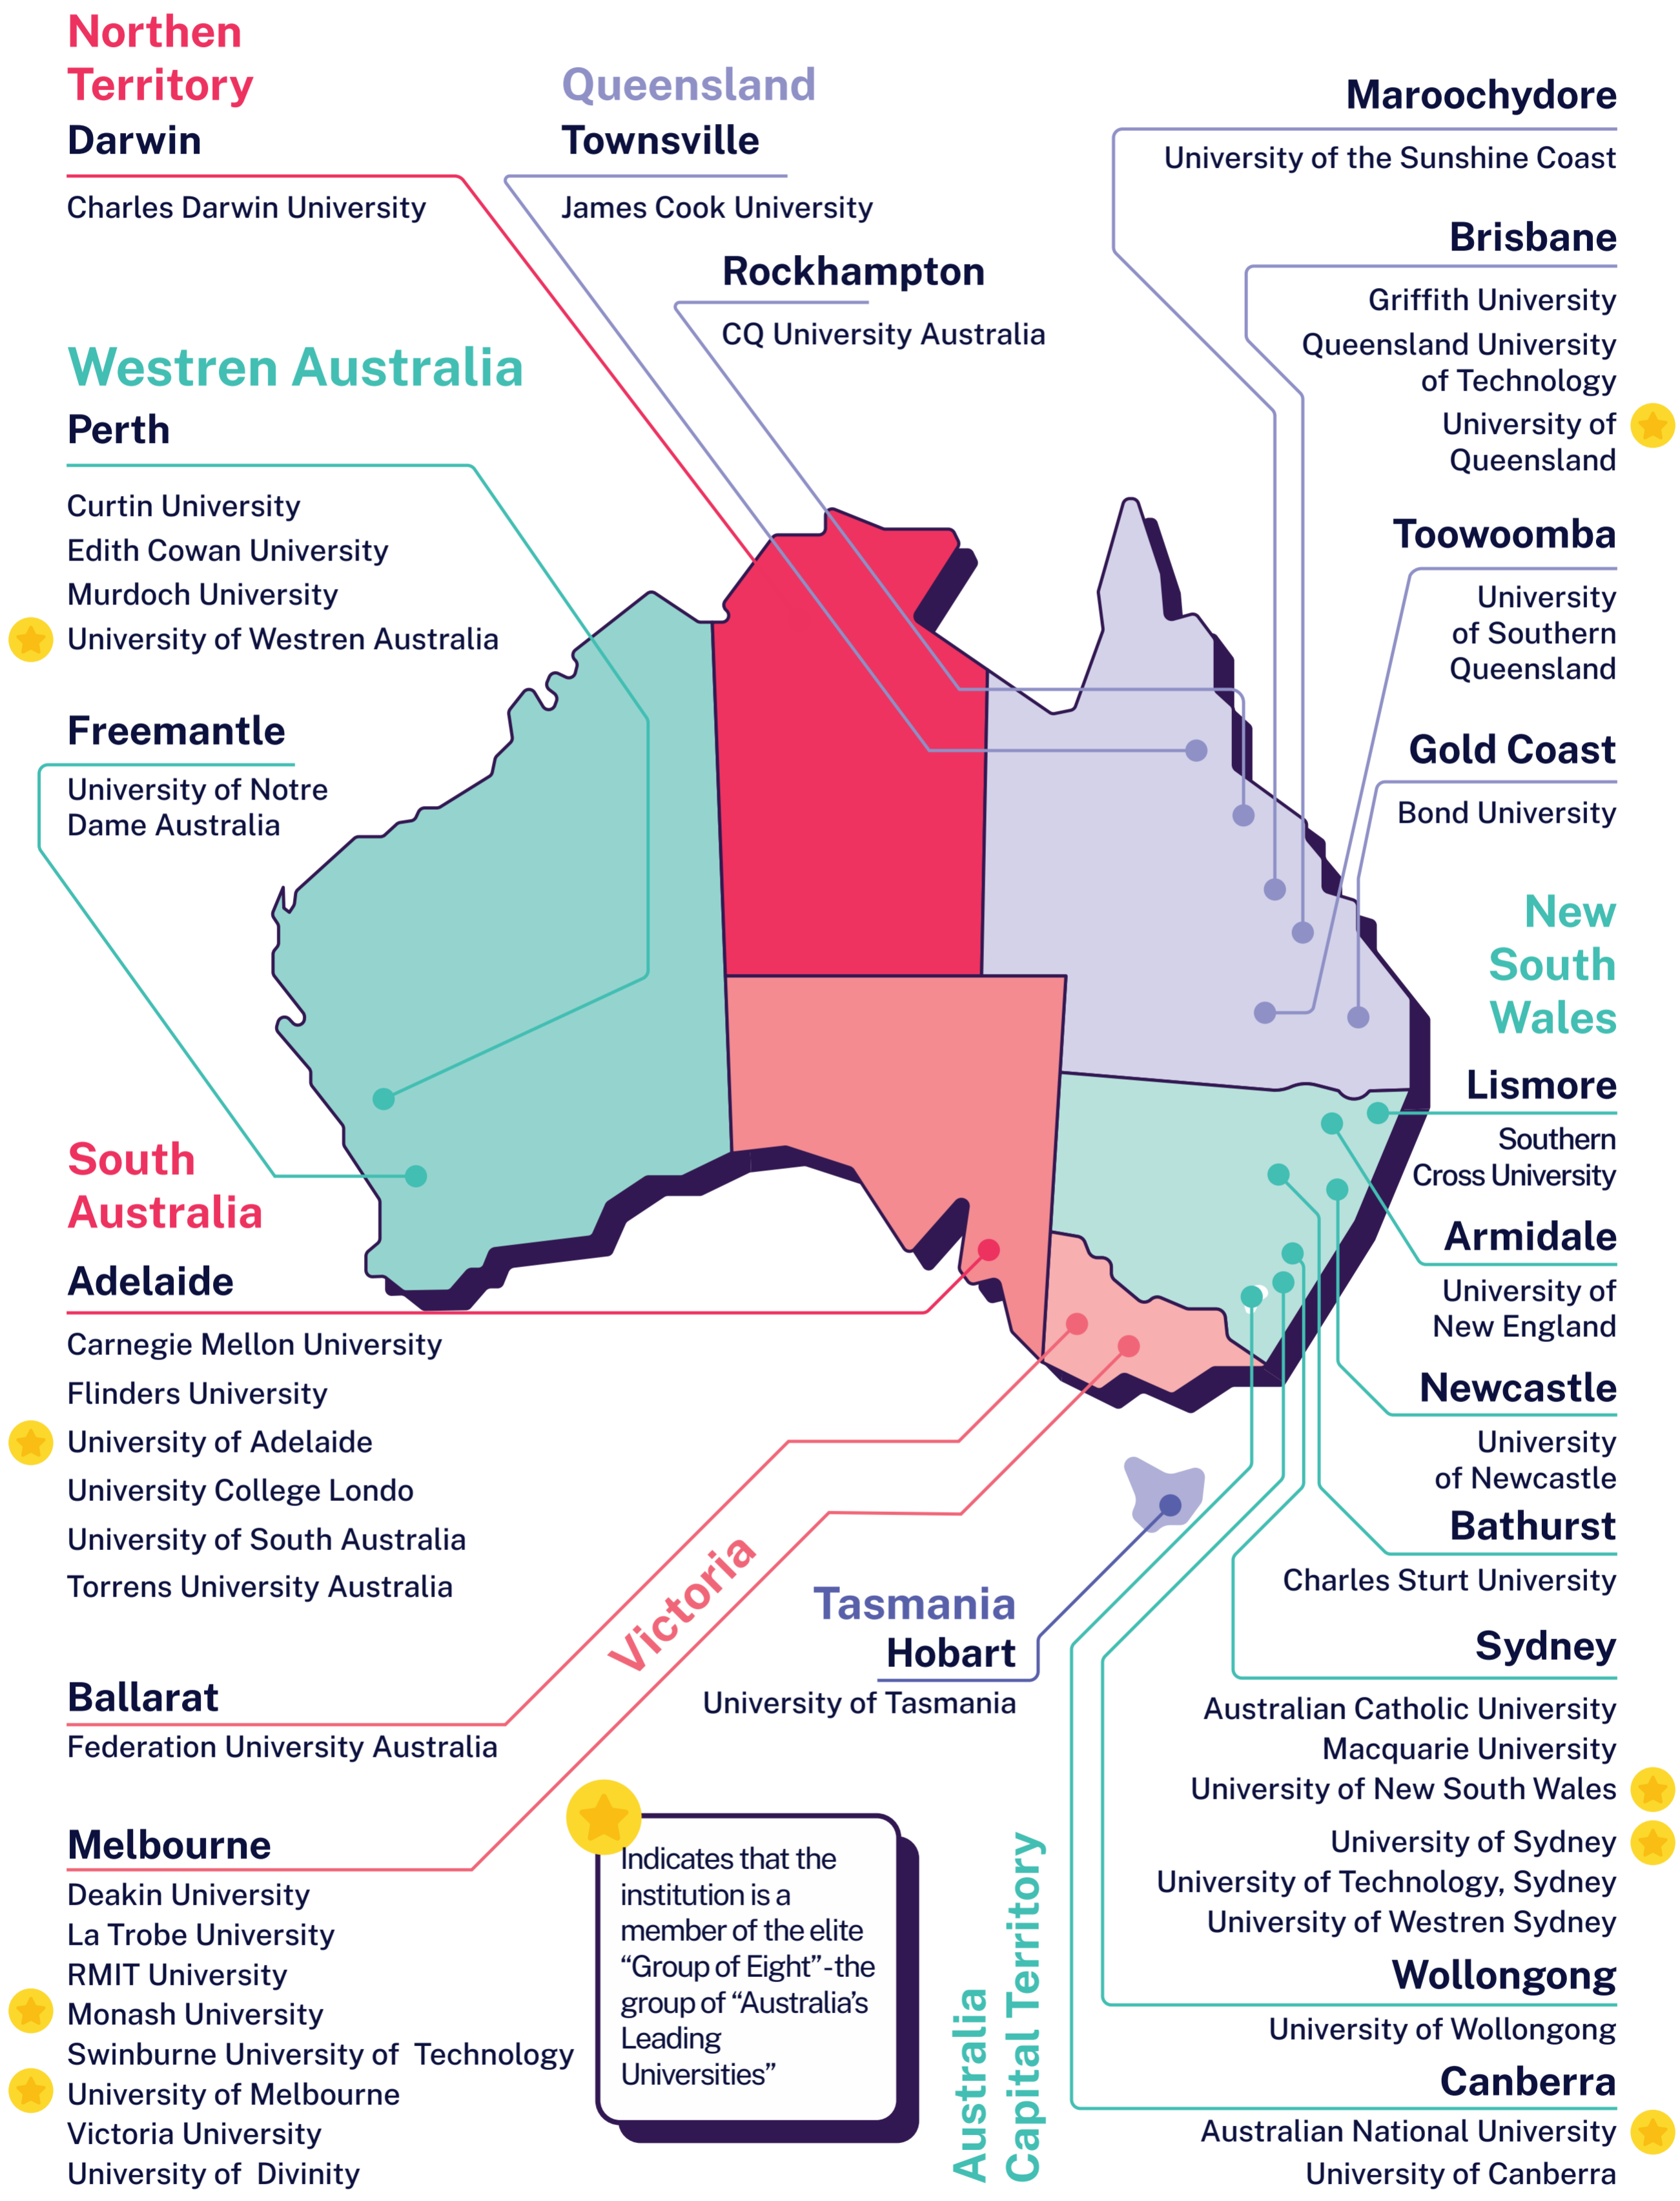 Northen
Territory
Darwin
Charles Darwin University
Queensland
Townsville
James Cook University
Rockhampton
CQ University Australia
Maroochydore
University of the Sunshine Coast
Brisbane
Griffith University
Queensland University
of Technology
University of
Queensland
Toowoomba
University
of Southern
Queensland
Gold Coast
Bond University
Westren Australia
Perth
Curtin University
Edith Cowan University
Murdoch University
University of Westren Australia
Freemantle
University of Notre
Dame Australia
South
Australia
Adelaide
Carnegie Mellon University
Flinders University
University of Adelaide
University College Londo
University of South Australia
Torrens University Australia
Victoria
Ballarat
Federation University Australia
Melbourne
Deakin University
La Trobe University
RMIT University
Monash University
Swinburne University of  Technology
University of Melbourne
Victoria University
University of  Divinity
Tasmania
Hobart
University of Tasmania
Indicates that the
institution is a
member of the elite
“Group of Eight”-the
group of “Australia’s
Leading
Universities”
New
South
Wales
Lismore
Southern
Cross University
Armidale
University of
New England
Newcastle
University
of Newcastle
Bathurst
Charles Sturt University
Sydney
Australian Catholic University
Macquarie University
University of New South Wales
University of Sydney
University of Technology, Sydney
University of Westren Sydney
Wollongong
University of Wollongong
Australia
Capital Territory
Canberra
Australian National University
University of Canberra